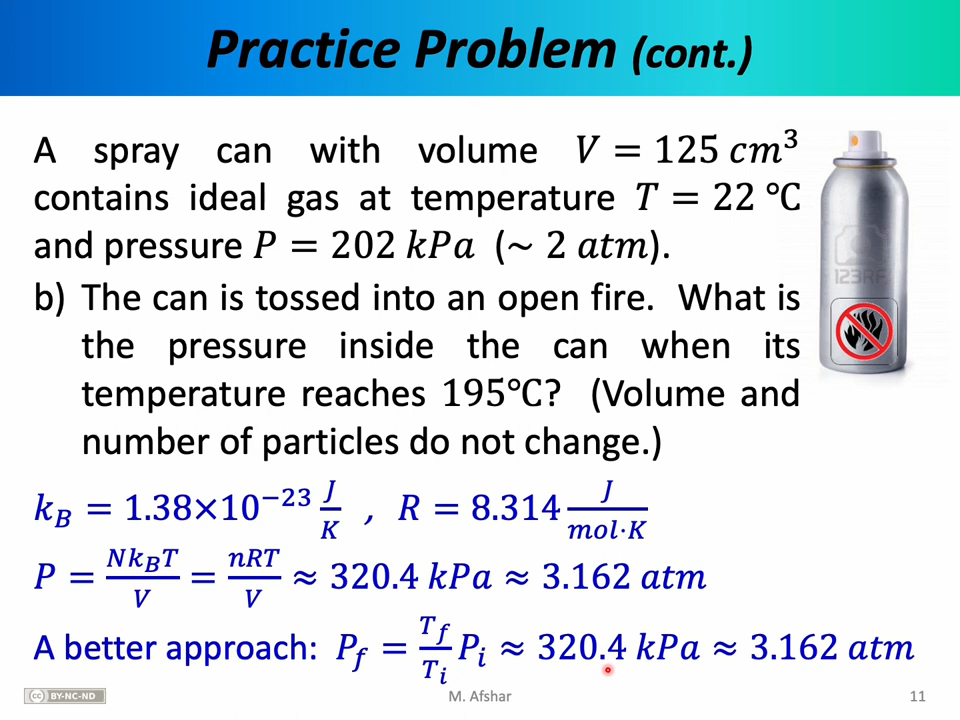 Practice Problem (cont.)
A spray can with volume V = 125 cm³
contains ideal gas at temperature T = 22 ℃
and pressure P = 202 kPa (~ 2 atm).
b) The can is tossed into an open fire. What is
the pressure inside the can when its
temperature reaches 195℃? (Volume and
number of particles do not change.)
123RF
k_B = 1.38×10⁻²³ J/K , R = 8.314 J/mol·K
P = Nk_BT/V = nRT/V ≈ 320.4 kPa ≈ 3.162 atm
A better approach: P_f = T_f/T_i P_i ≈ 320.4 kPa ≈ 3.162 atm
cc BY-NC-ND
M. Afshar
11